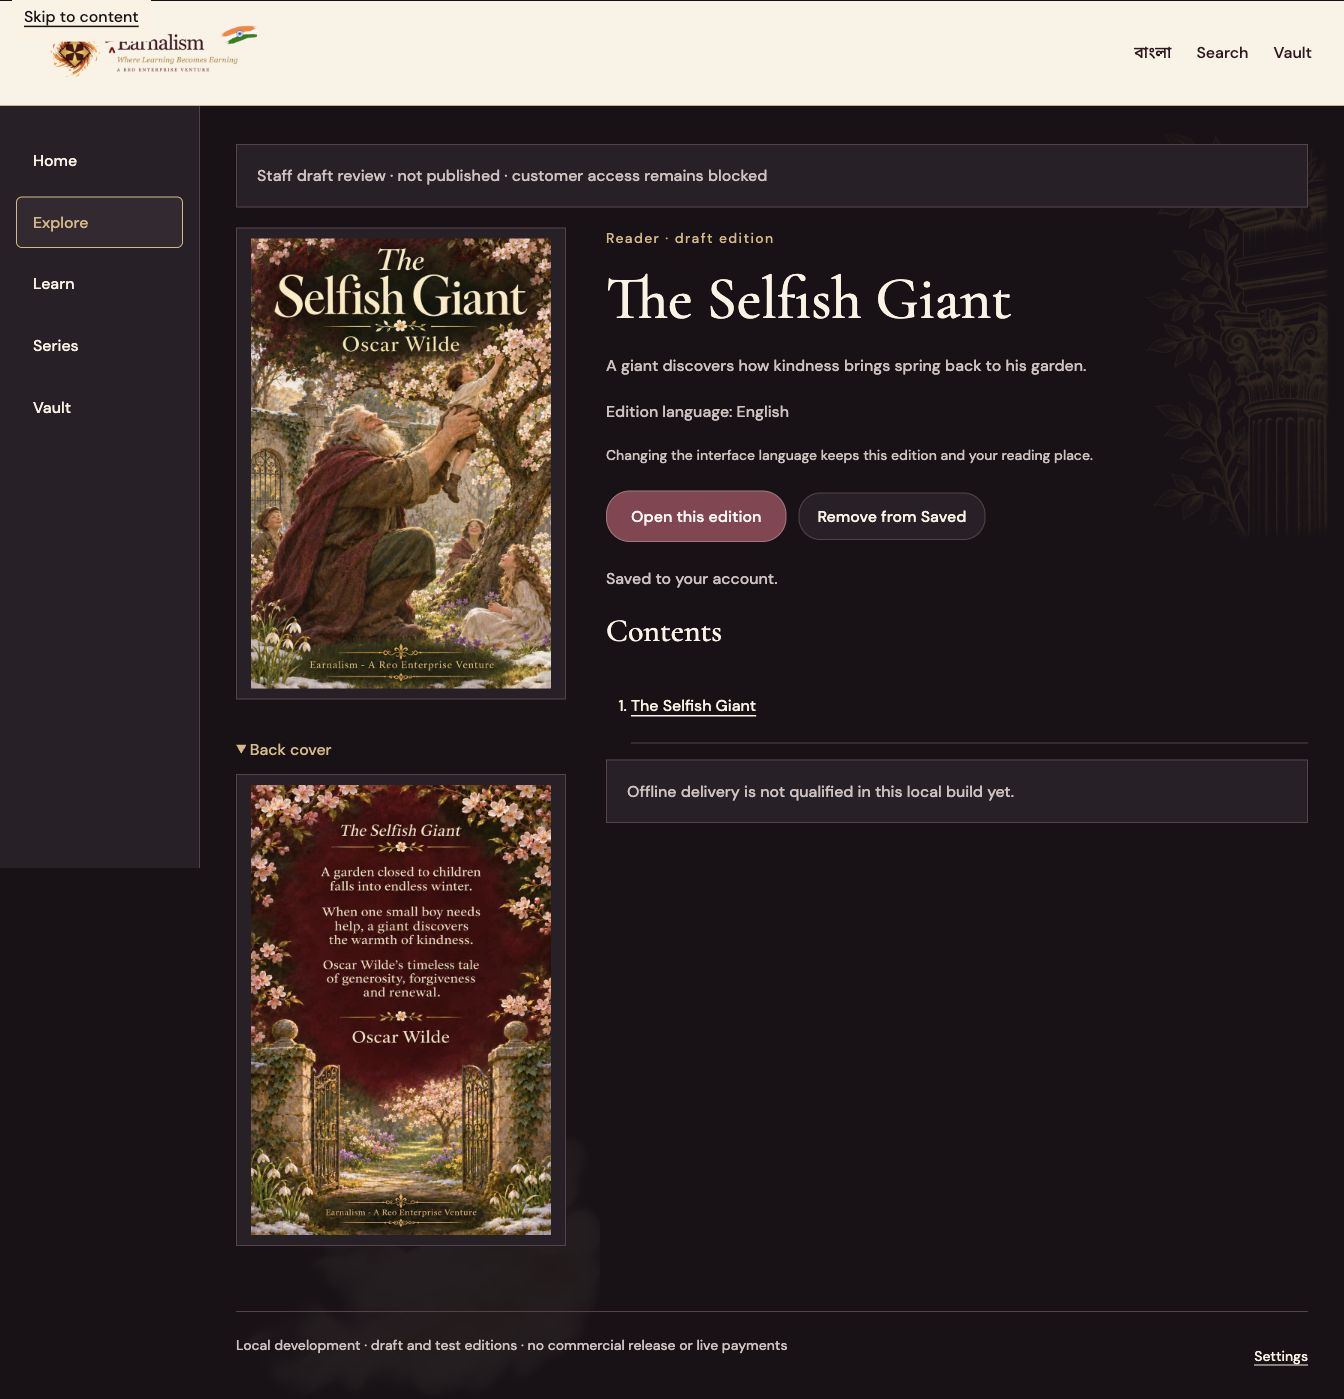 Skip to content
Earnalism
Where Learning Becomes Earning
A REO ENTERPRISE VENTURE
বাংলা Search Vault
Home
Explore
Learn
Series
Vault
Staff draft review · not published · customer access remains blocked
The
Selfish Giant
Oscar Wilde
Earnalism - A Reo Enterprise Venture
Back cover
The Selfish Giant
A garden closed to children
falls into endless winter.
When one small boy needs
help, a giant discovers
the warmth of kindness.
Oscar Wilde's timeless tale
of generosity, forgiveness
and renewal.
Oscar Wilde
Earnalism - A Reo Enterprise Venture
Reader · draft edition
The Selfish Giant
A giant discovers how kindness brings spring back to his garden.
Edition language: English
Changing the interface language keeps this edition and your reading place.
Open this edition Remove from Saved
Saved to your account.
Contents
1. The Selfish Giant
Offline delivery is not qualified in this local build yet.
Local development · draft and test editions · no commercial release or live payments
Settings